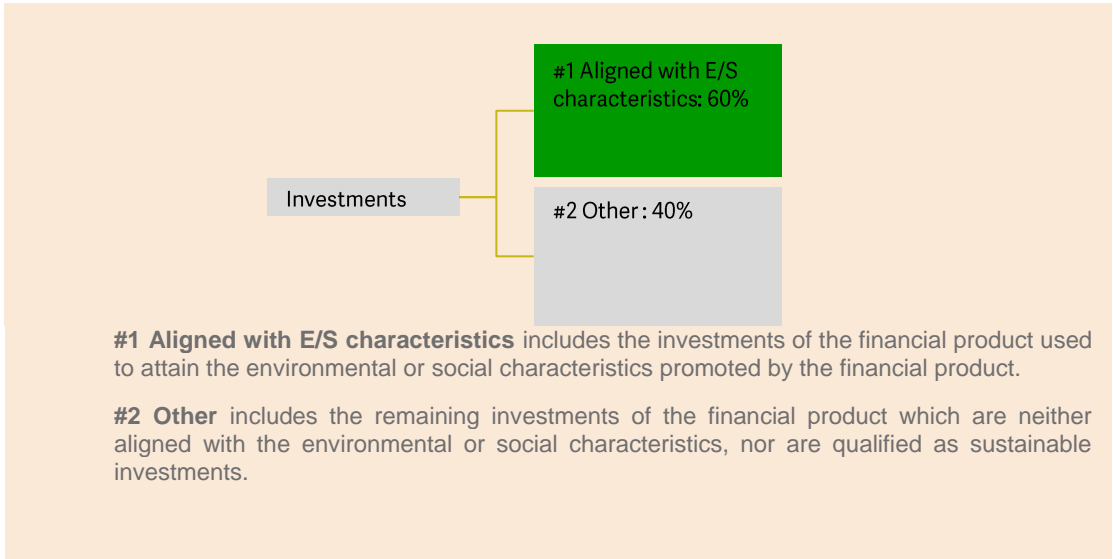 #1 Aligned with E/S
characteristics: 60%
Investments
#2 Other : 40%
#1 Aligned with E/S characteristics includes the investments of the financial product used
to attain the environmental or social characteristics promoted by the financial product.
#2 Other includes the remaining investments of the financial product which are neither
aligned with the environmental or social characteristics, nor are qualified as sustainable
investments.